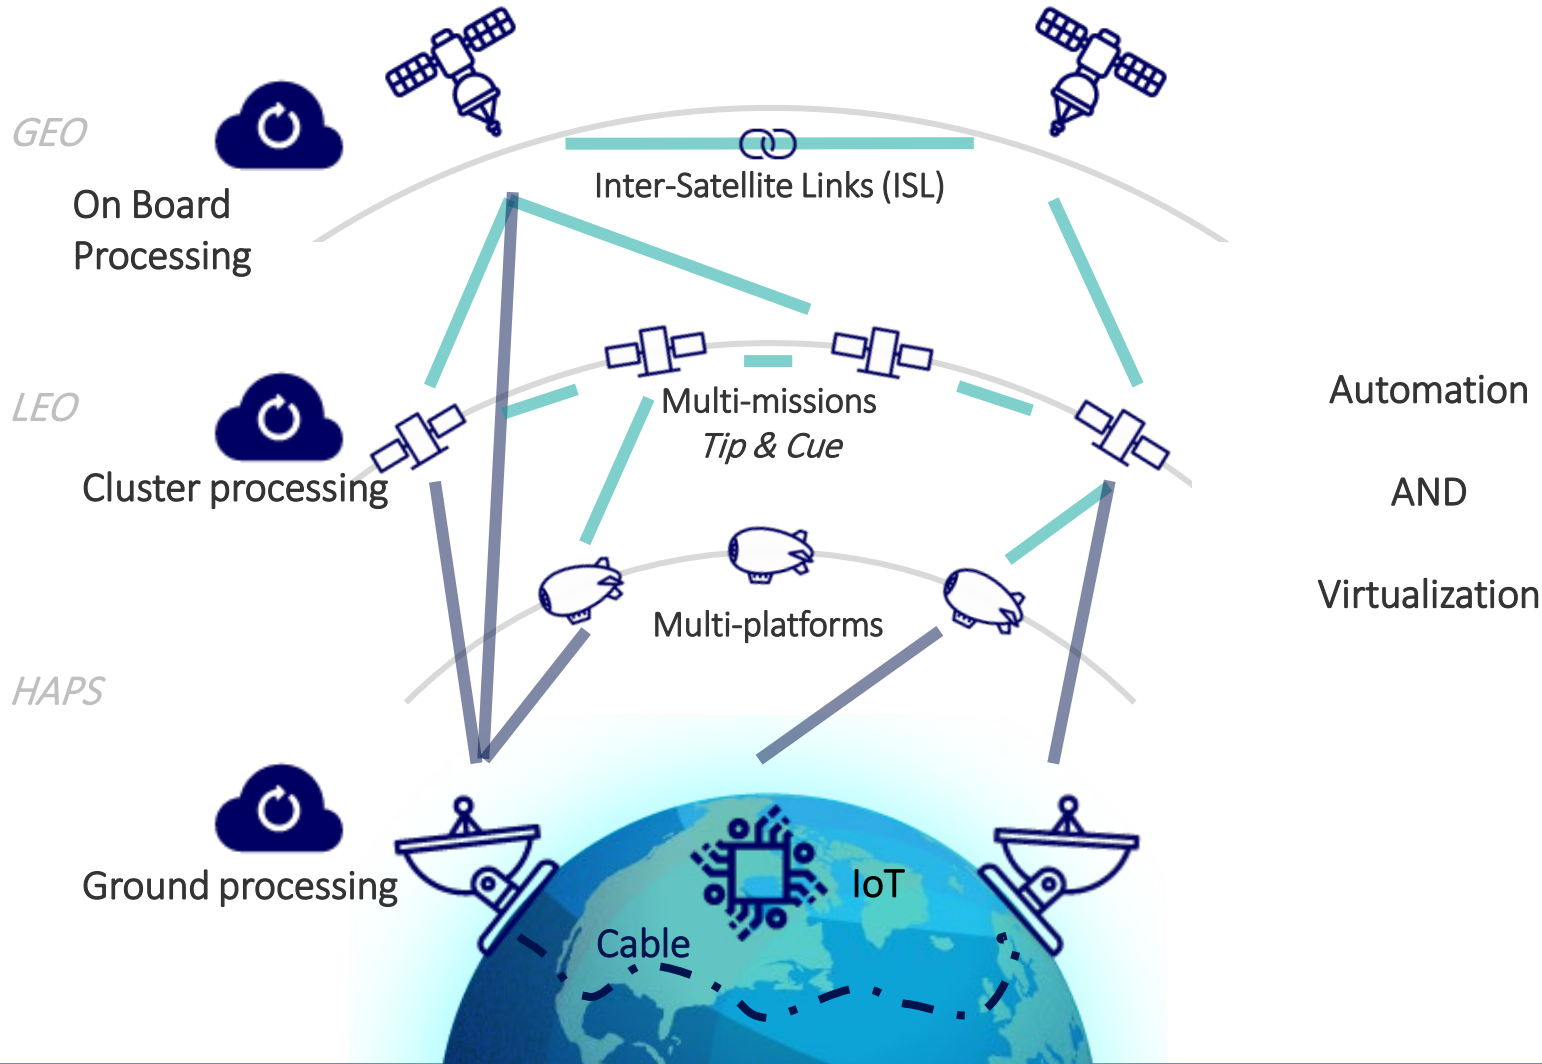 GEO
On Board
Processing
Inter-Satellite Links (ISL)
LEO
Cluster processing
Multi-missions
Tip & Cue
Automation
AND
Virtualization
Multi-platforms
HAPS
Ground processing
IoT
Cable